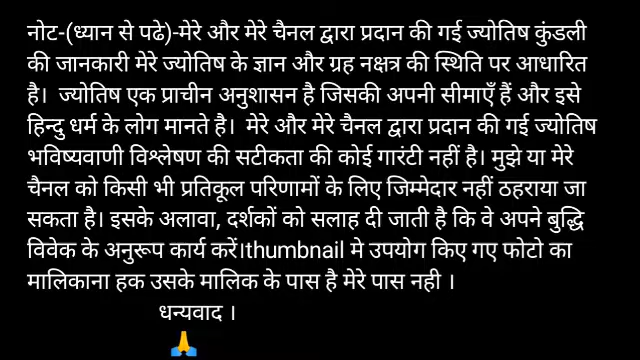 नोट-(ध्यान से पढे)-मेरे और मेरे चैनल द्वारा प्रदान की गई ज्योतिष कुंडली
की जानकारी मेरे ज्योतिष के ज्ञान और ग्रह नक्षत्र की स्थिति पर आधारित
है। ज्योतिष एक प्राचीन अनुशासन है जिसकी अपनी सीमाएँ हैं और इसे
हिन्दु धर्म के लोग मानते है। मेरे और मेरे चैनल द्वारा प्रदान की गई ज्योतिष
भविष्यवाणी विश्लेषण की सटीकता की कोई गारंटी नहीं है। मुझे या मेरे
चैनल को किसी भी प्रतिकूल परिणामों के लिए जिम्मेदार नहीं ठहराया जा
सकता है। इसके अलावा, दर्शकों को सलाह दी जाती है कि वे अपने बुद्धि
विवेक के अनुरूप कार्य करें।thumbnail मे उपयोग किए गए फोटो का
मालिकाना हक उसके मालिक के पास है मेरे पास नही ।
धन्यवाद ।
🙏